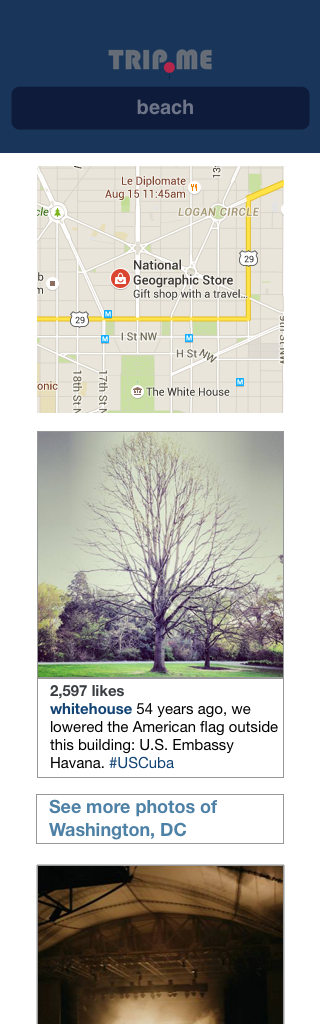 TRIP.ME
beach
Le Diplomate
Aug 15 11:45am
13
LOGAN CIRCLE
cle
National
Geographic Store
Gift shop with a travel...
29
b
m
29
M
M
I St NW
M
H St NW
M
onic
18th St N
17th St N
The White House
2,597 likes
whitehouse 54 years ago, we
lowered the American flag outside
this building: U.S. Embassy
Havana. #USCuba
See more photos of
Washington, DC